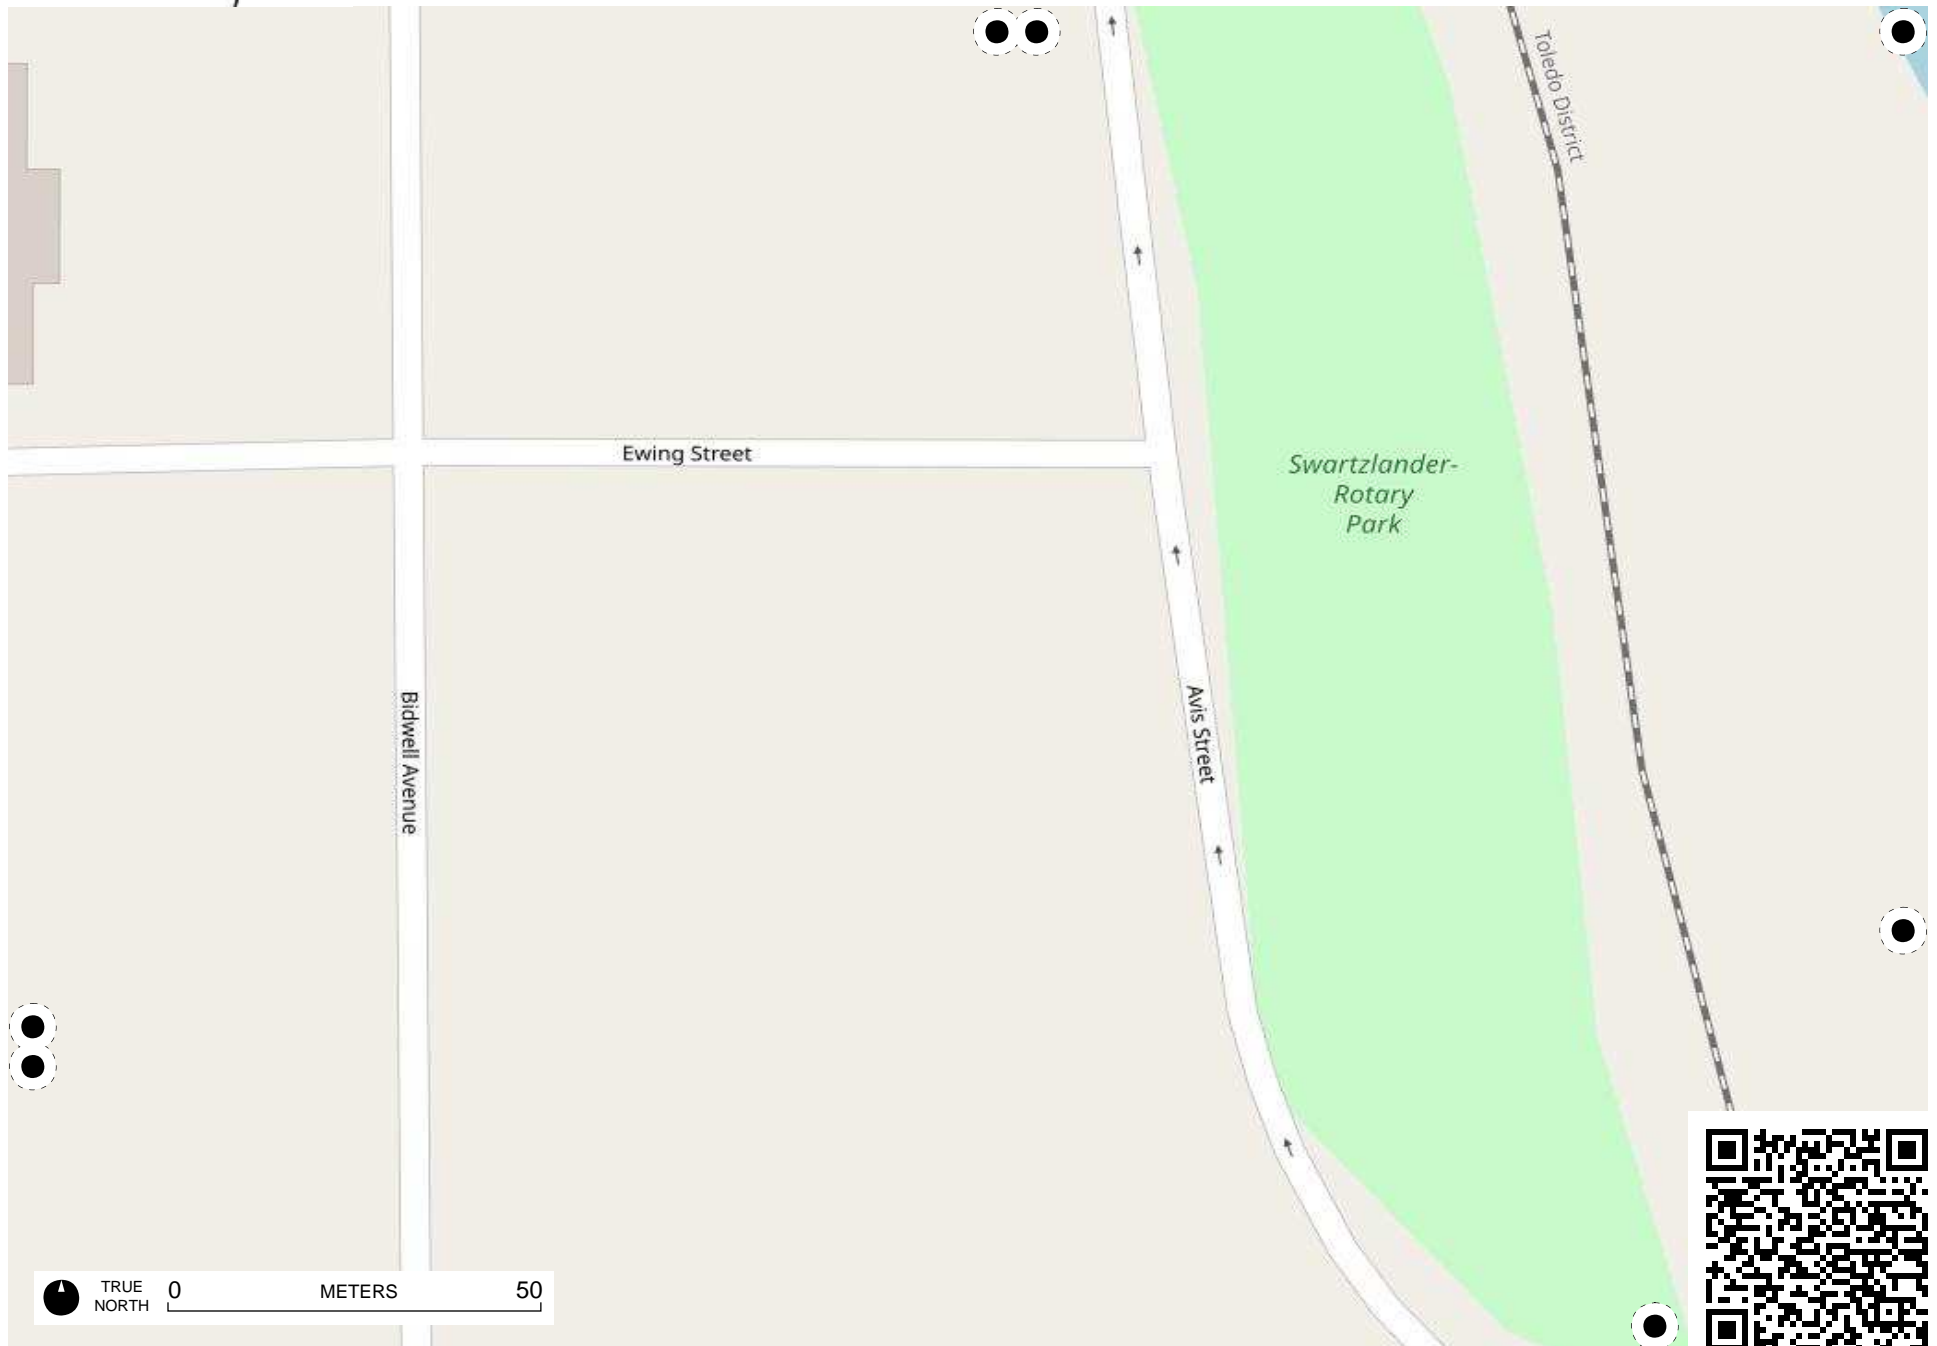 Toledo District
Ewing Street
Swartzlander-
Rotary
Park
Bidwell Avenue
Avis Street
TRUE
NORTH
0 METERS 50